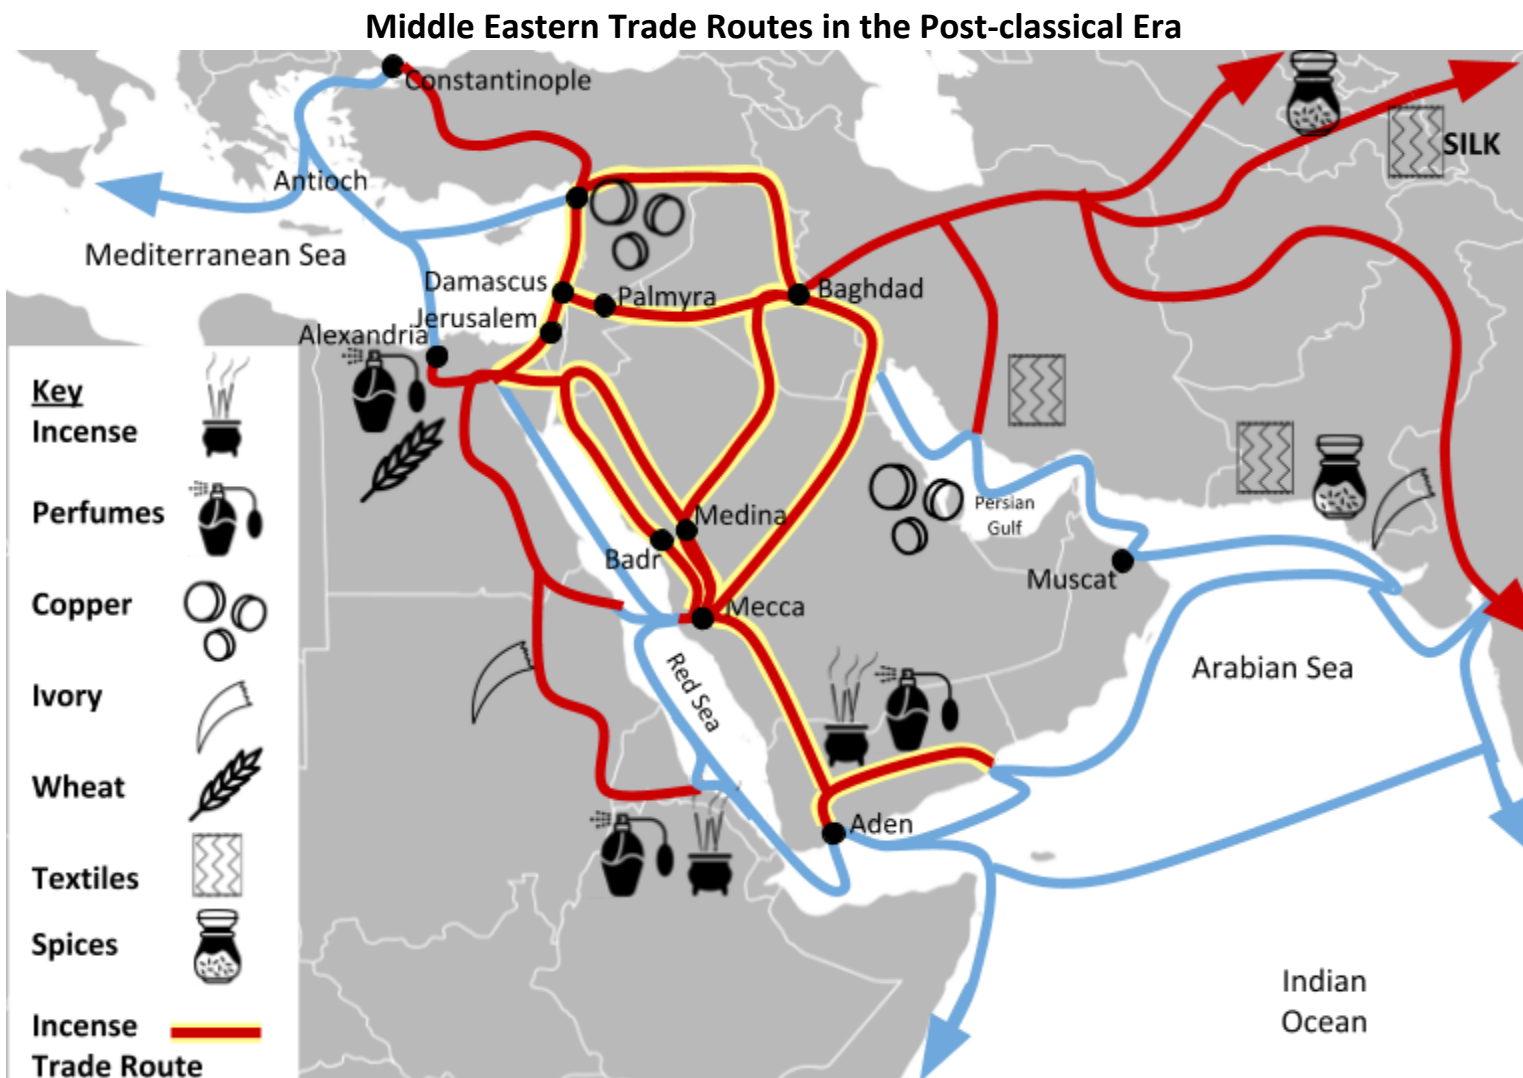 Middle Eastern Trade Routes in the Post-classical Era
Constantinople
SILK
Antioch
Mediterranean Sea
Damascus
Palmyra
Baghdad
Jerusalem
Alexandria
Key
Incense
Perfumes
Copper
Ivory
Wheat
Textiles
Spices
Incense
Trade Route
Medina
Badr
Mecca
Persian
Gulf
Muscat
Red Sea
Arabian Sea
Aden
Indian
Ocean